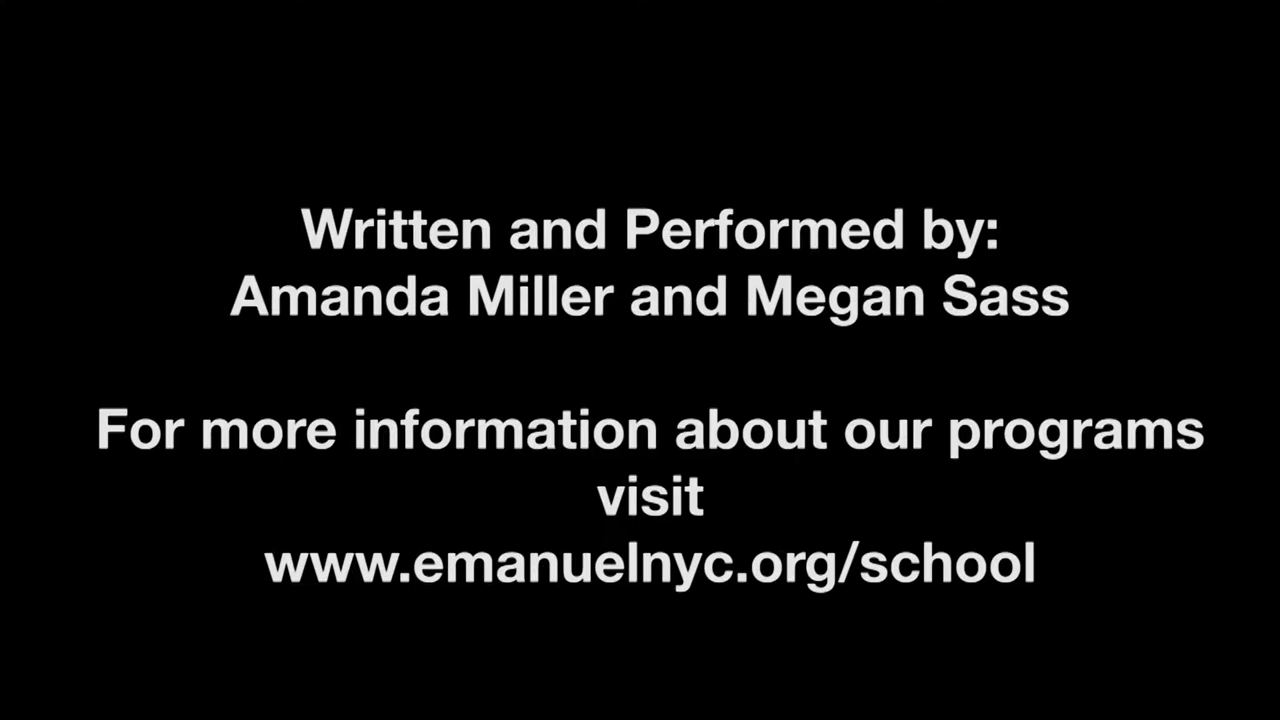 Written and Performed by:
Amanda Miller and Megan Sass
For more information about our programs
visit
www.emanuelnyc.org/school